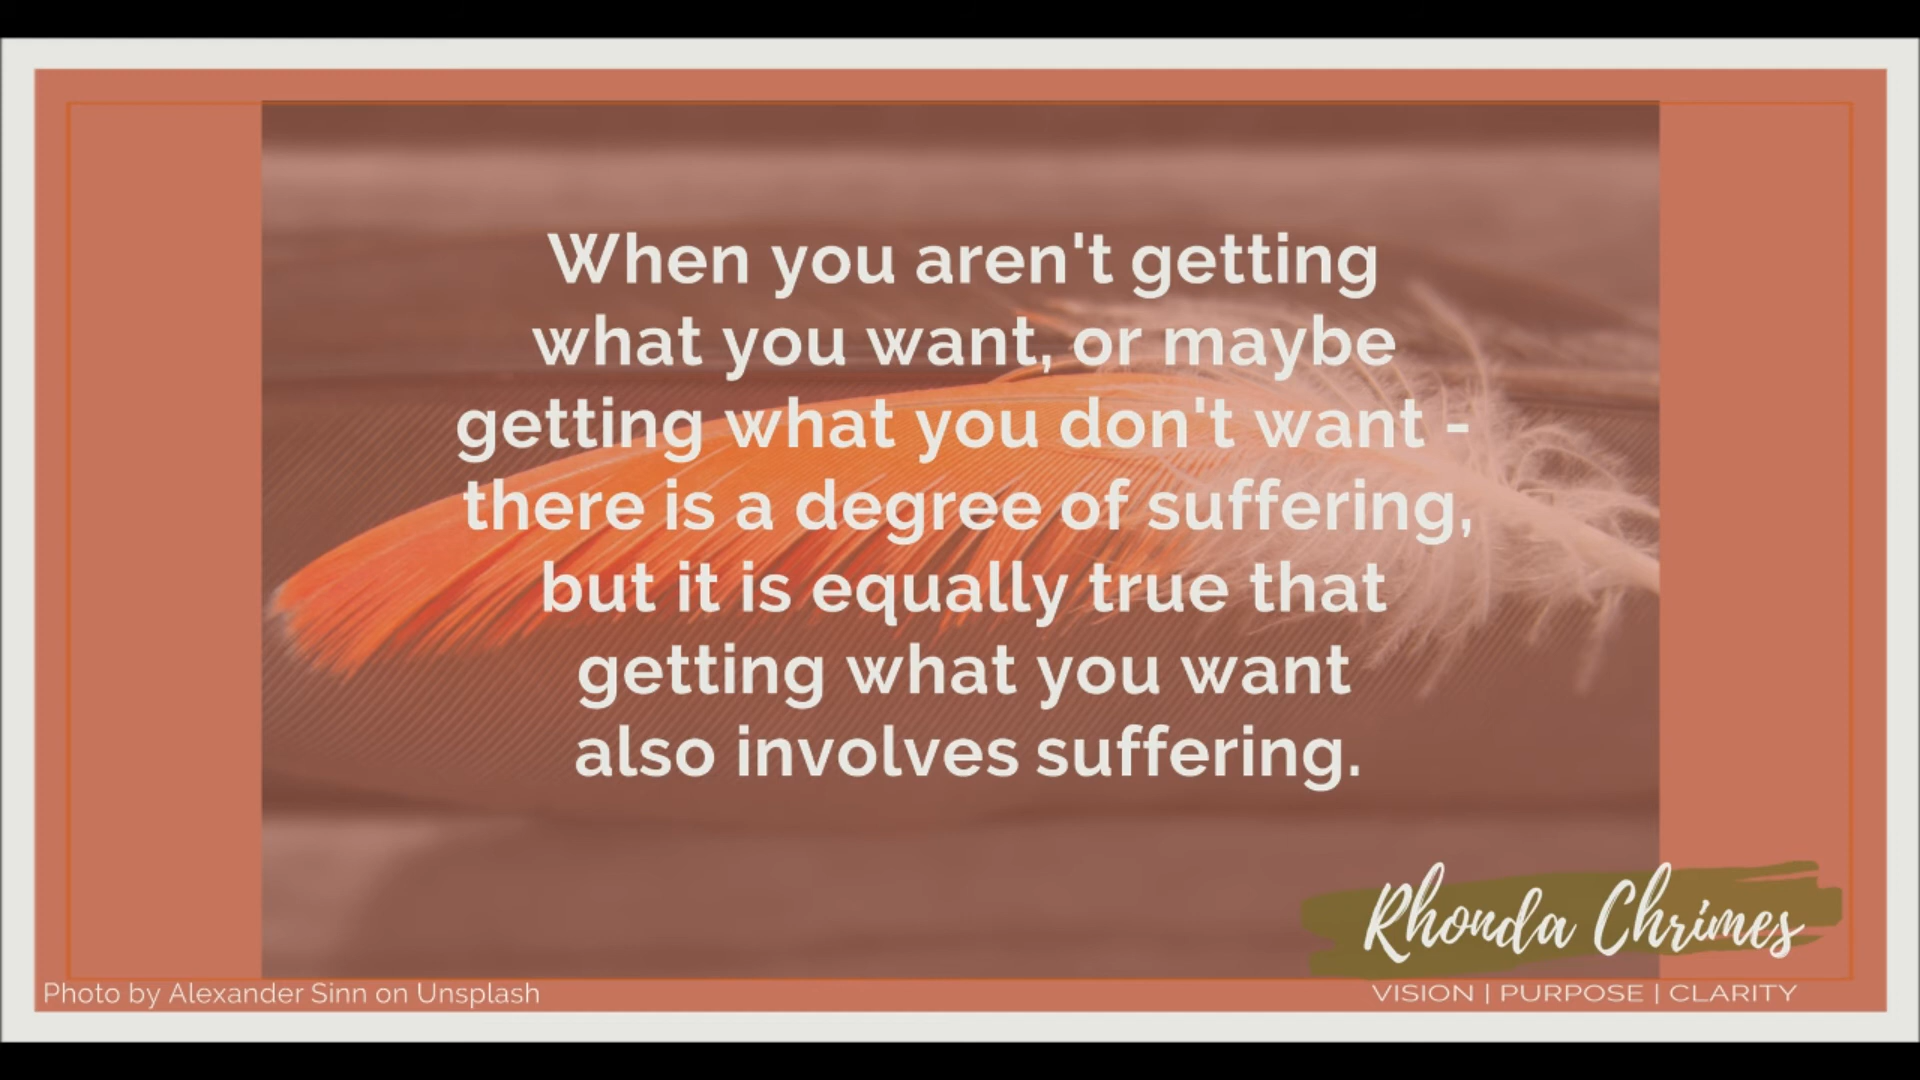 When you aren't getting
what you want, or maybe
getting what you don't want -
there is a degree of suffering,
but it is equally true that
getting what you want
also involves suffering.
Rhonda Chrimes
Photo by Alexander Sinn on Unsplash
VISION | PURPOSE | CLARITY